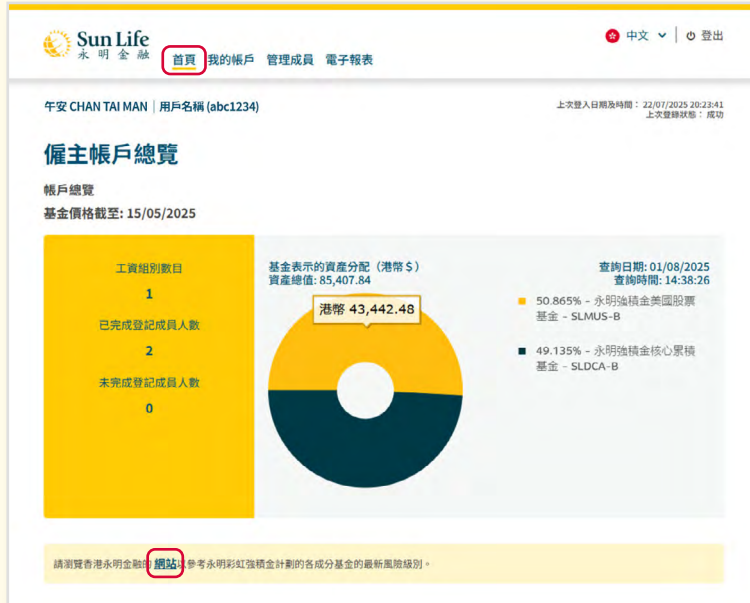 Sun Life
永明金融
中文
登出
首頁 我的帳戶 管理成員 電子報表
午安 CHAN TAI MAN | 用戶名稱 (abc1234)
上次登入日期及時間： 22/07/2025 20:23:41
上次登錄狀態： 成功
僱主帳戶總覽
帳戶總覽
基金價格截至: 15/05/2025
工資組別數目
1
已完成登記成員人數
2
未完成登記成員人數
0
基金表示的資產分配（港幣$）
資產總值: 85,407.84
港幣 43,442.48
查詢日期: 01/08/2025
查詢時間: 14:38:26
50.865% - 永明強積金美國股票
基金 - SLMUS-B
49.135% - 永明強積金核心累積
基金 - SLDCA-B
請瀏覽香港永明金融的 網站以參考永明彩虹強積金計劃的各成分基金的最新風險級別。